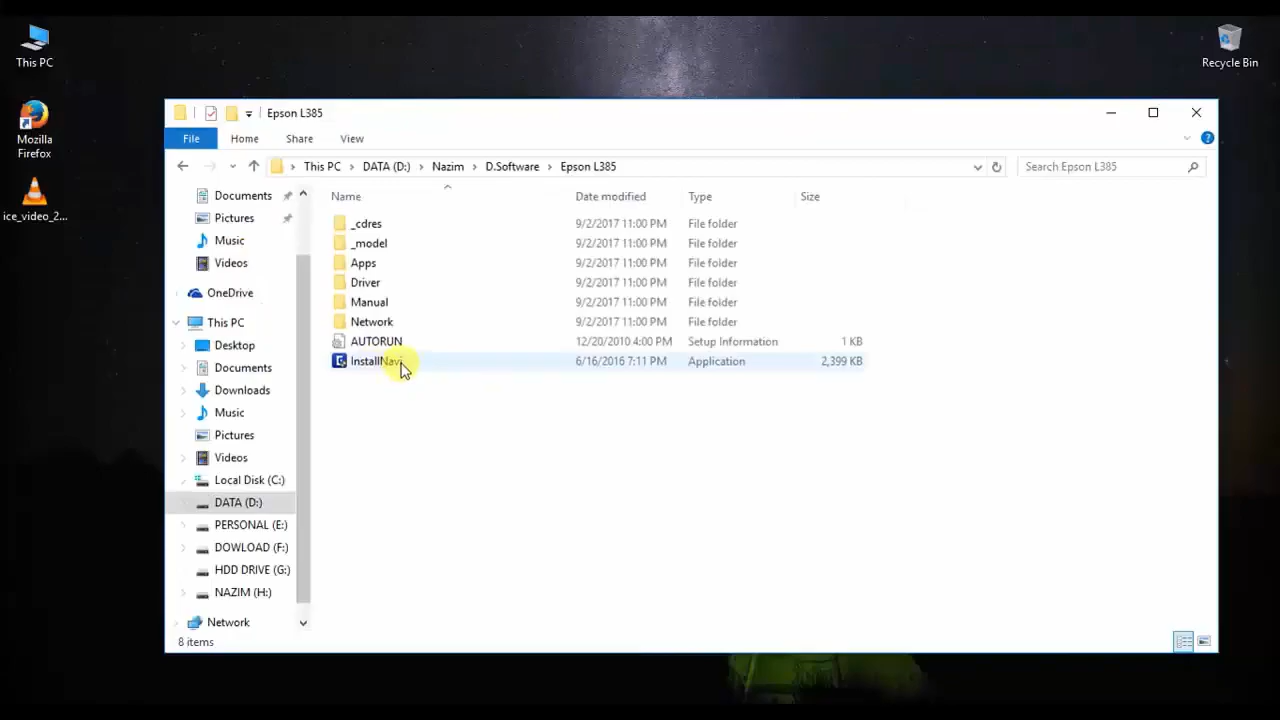 This PC
Recycle Bin
Mozilla
Firefox
ice_video_2...
Epson L385
File
Home
Share
View
This PC
DATA (D:)
Nazim
D.Software
Epson L385
Search Epson L385
Name
Date modified
Type
Size
Documents
Pictures
Music
Videos
OneDrive
This PC
Desktop
Documents
Downloads
Music
Pictures
Videos
Local Disk (C:)
DATA (D:)
PERSONAL (E:)
DOWLOAD (F:)
HDD DRIVE (G:)
NAZIM (H:)
Network
_cdres 9/2/2017 11:00 PM File folder
_model 9/2/2017 11:00 PM File folder
Apps 9/2/2017 11:00 PM File folder
Driver 9/2/2017 11:00 PM File folder
Manual 9/2/2017 11:00 PM File folder
Network 9/2/2017 11:00 PM File folder
AUTORUN 12/20/2010 4:00 PM Setup Information 1 KB
InstallNavi 6/16/2016 7:11 PM Application 2,399 KB
8 items